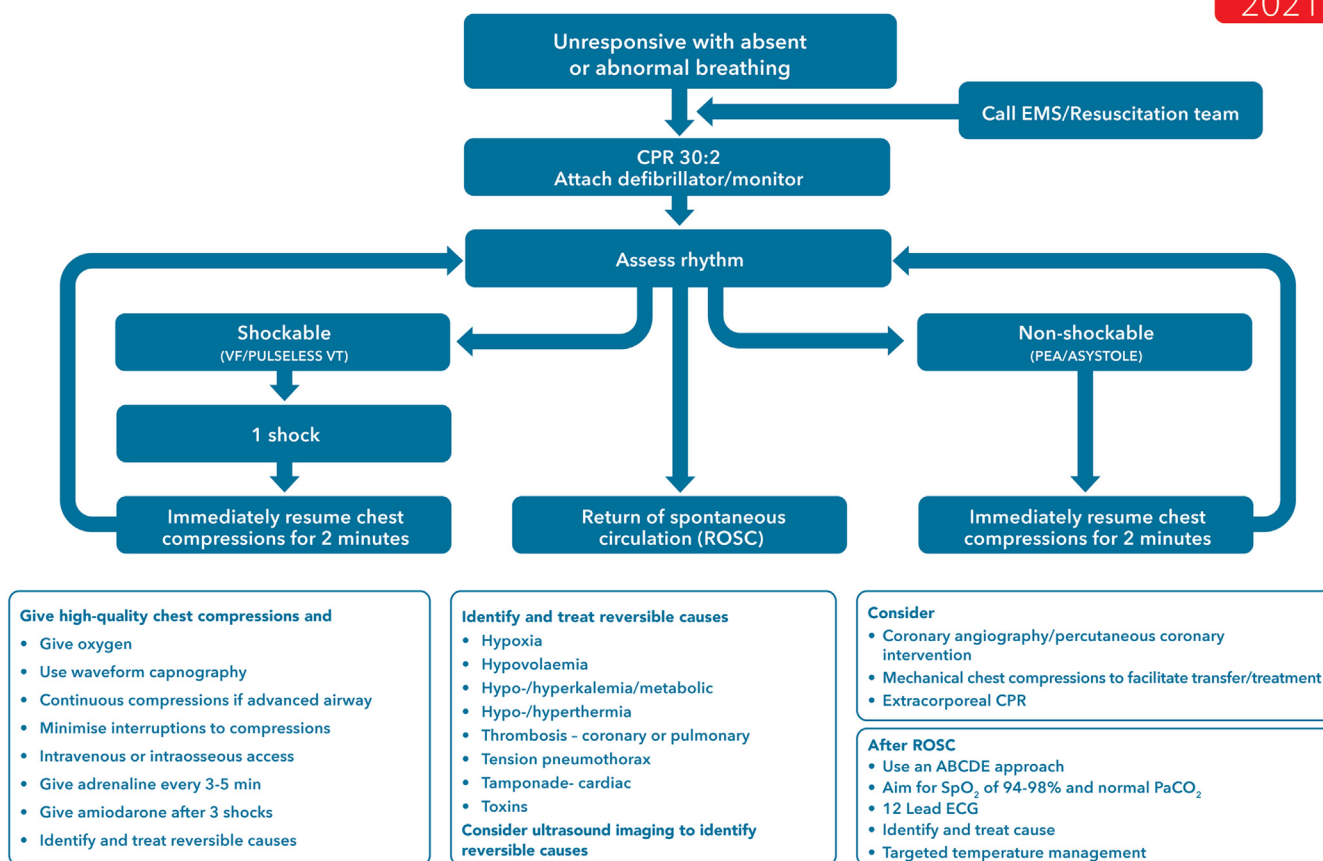 2021
Unresponsive with absent
or abnormal breathing
Call EMS/Resuscitation team
CPR 30:2
Attach defibrillator/monitor
Assess rhythm
Shockable
(VF/PULSELESS VT)
Non-shockable
(PEA/ASYSTOLE)
1 shock
Immediately resume chest
compressions for 2 minutes
Return of spontaneous
circulation (ROSC)
Immediately resume chest
compressions for 2 minutes
Give high-quality chest compressions and
• Give oxygen
• Use waveform capnography
• Continuous compressions if advanced airway
• Minimise interruptions to compressions
• Intravenous or intraosseous access
• Give adrenaline every 3-5 min
• Give amiodarone after 3 shocks
• Identify and treat reversible causes
Identify and treat reversible causes
• Hypoxia
• Hypovolaemia
• Hypo-/hyperkalemia/metabolic
• Hypo-/hyperthermia
• Thrombosis – coronary or pulmonary
• Tension pneumothorax
• Tamponade- cardiac
• Toxins
Consider ultrasound imaging to identify
reversible causes
Consider
• Coronary angiography/percutaneous coronary
intervention
• Mechanical chest compressions to facilitate transfer/treatment
• Extracorporeal CPR
After ROSC
• Use an ABCDE approach
• Aim for SpO₂ of 94-98% and normal PaCO₂
• 12 Lead ECG
• Identify and treat cause
• Targeted temperature management